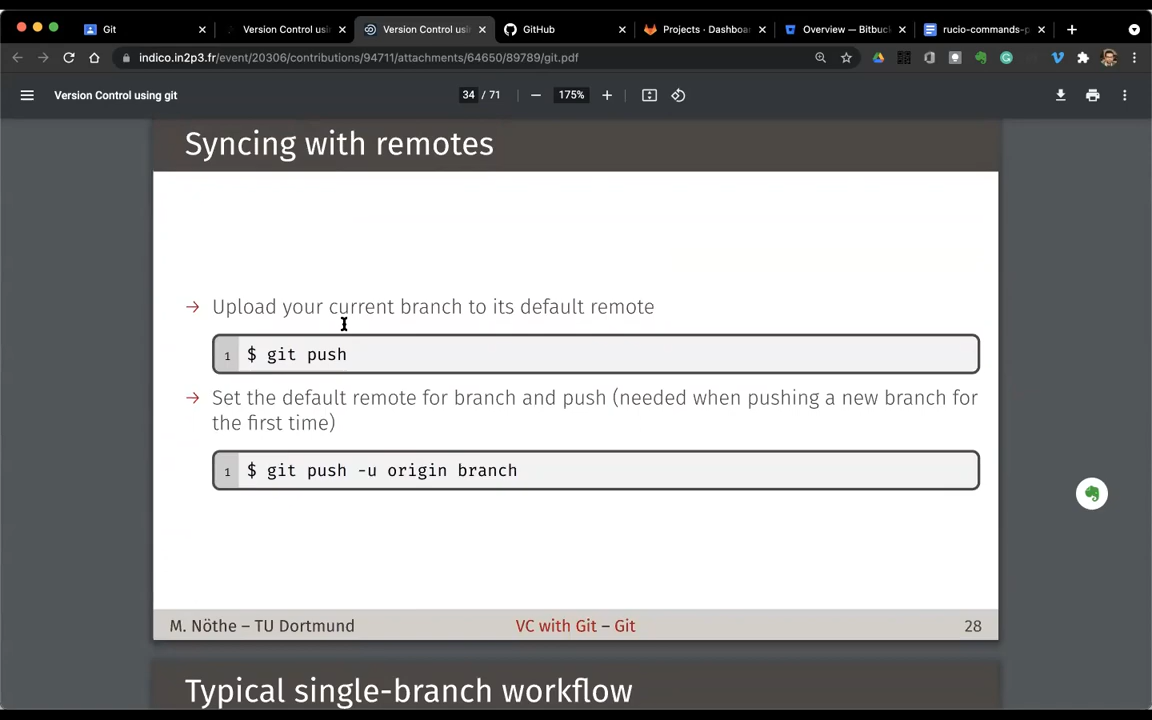 Git
Version Control usin
Version Control usin
GitHub
Projects · Dashboar
Overview — Bitbuck
rucio-commands-p
indico.in2p3.fr/event/20306/contributions/94711/attachments/64650/89789/git.pdf
Version Control using git
34 / 71
175%
Syncing with remotes
→ Upload your current branch to its default remote
1 $ git push
→ Set the default remote for branch and push (needed when pushing a new branch for
the first time)
1 $ git push -u origin branch
M. Nöthe – TU Dortmund
VC with Git – Git
28
Typical single-branch workflow